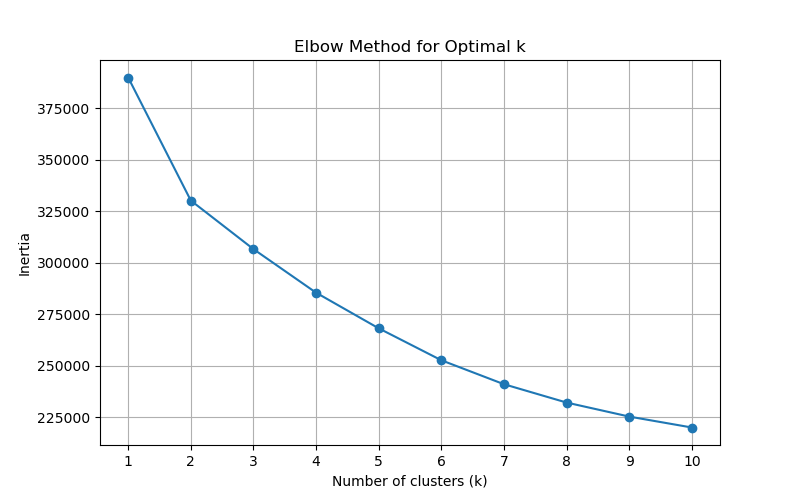 Elbow Method for Optimal k
375000
350000
325000
300000
275000
250000
225000
Inertia
1 2 3 4 5 6 7 8 9 10
Number of clusters (k)